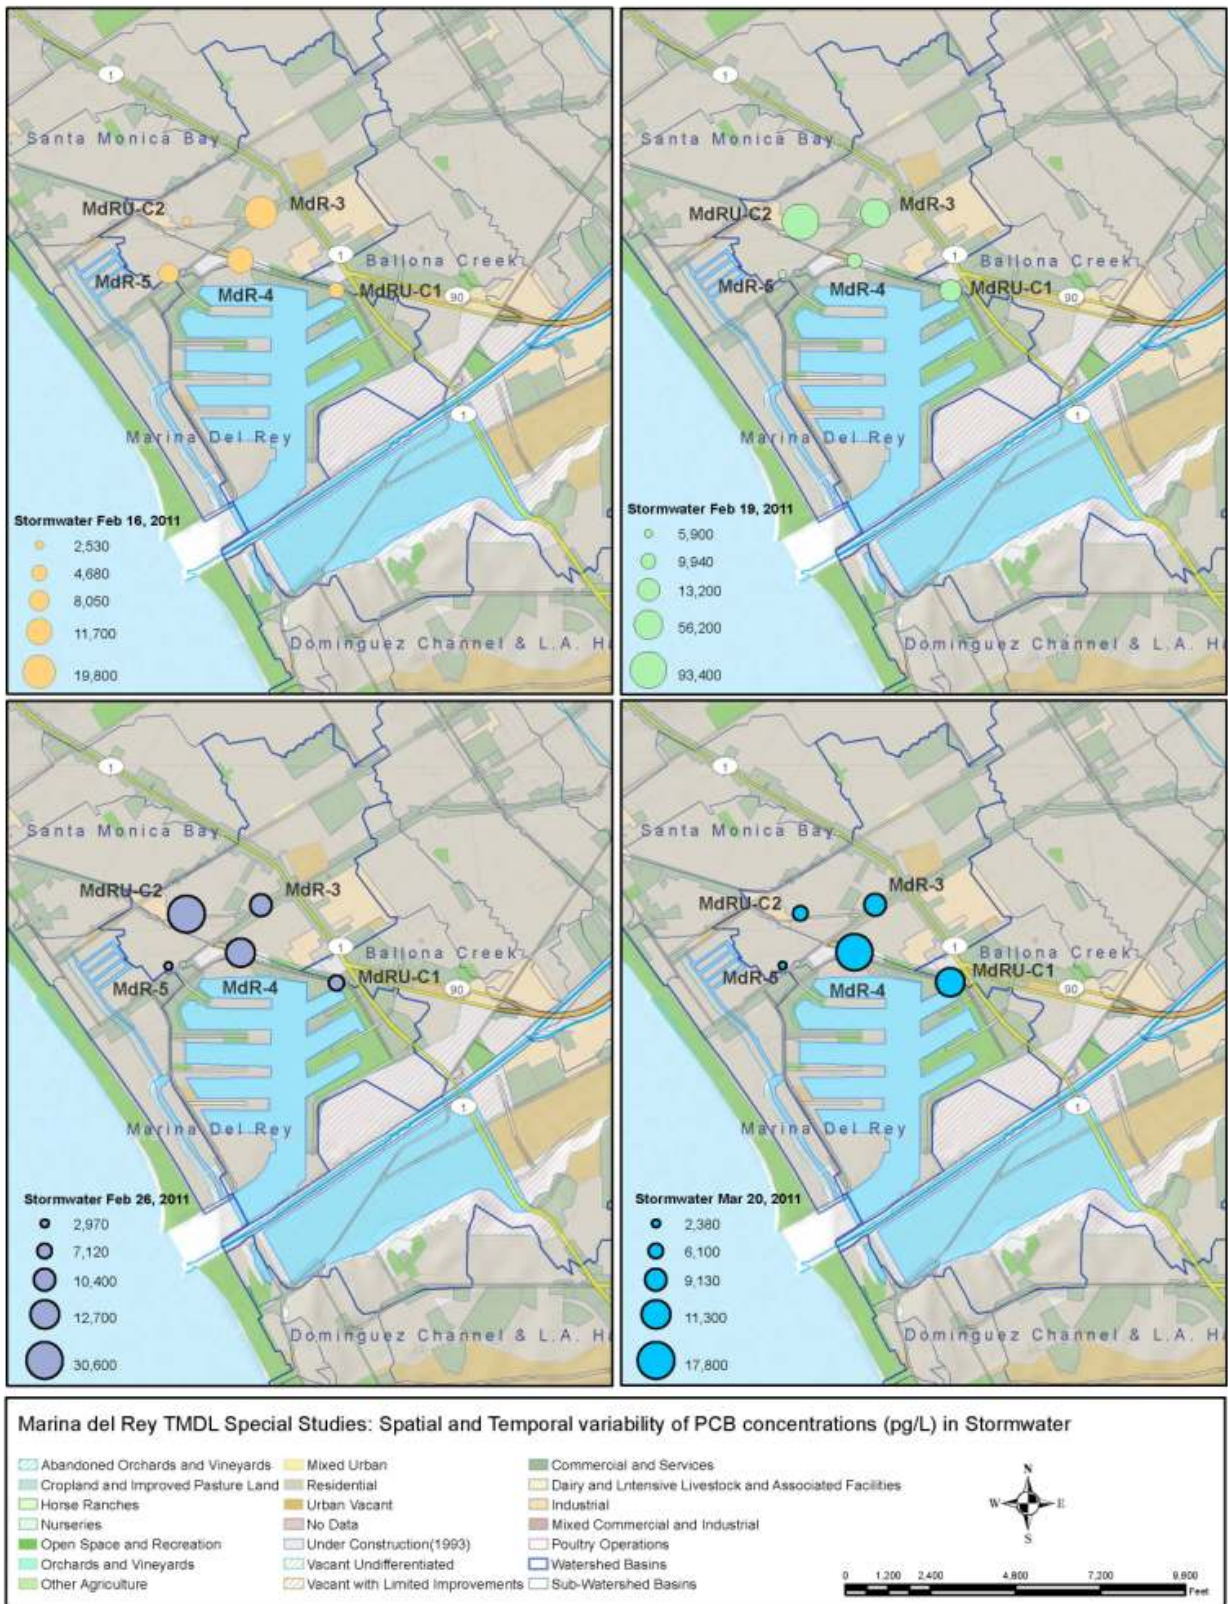 1
Santa Monica Bay
MdRU-C2
MdR-3
1
Ballona Creek
MdR-5
MdR-4
MdRU-C1
90
1
Marina Del Rey
Stormwater Feb 16, 2011
2,530
4,680
8,050
11,700
19,800
Dominguez Channel & L.A. H
1
Santa Monica Bay
MdRU-C2
MdR-3
1
Ballona Creek
MdR-5
MdR-4
MdRU-C1
90
1
Marina Del Rey
Stormwater Feb 19, 2011
5,900
9,940
13,200
56,200
93,400
Dominguez Channel & L.A. H
1
Santa Monica Bay
MdRU-C2
MdR-3
1
Ballona Creek
MdR-5
MdR-4
MdRU-C1
90
1
Marina Del Rey
Stormwater Feb 26, 2011
2,970
7,120
10,400
12,700
30,600
Dominguez Channel & L.A. H
1
Santa Monica Bay
MdRU-C2
MdR-3
1
Ballona Creek
MdR-5
MdR-4
MdRU-C1
90
1
Marina Del Rey
Stormwater Mar 20, 2011
2,380
6,100
9,130
11,300
17,800
Dominguez Channel & L.A. H
Marina del Rey TMDL Special Studies: Spatial and Temporal variability of PCB concentrations (pg/L) in Stormwater
Abandoned Orchards and Vineyards
Cropland and Improved Pasture Land
Horse Ranches
Nurseries
Open Space and Recreation
Orchards and Vineyards
Other Agriculture
Mixed Urban
Residential
Urban Vacant
No Data
Under Construction(1993)
Vacant Undifferentiated
Vacant with Limited Improvements
Commercial and Services
Dairy and Lntensive Livestock and Associated Facilities
Industrial
Mixed Commercial and Industrial
Poultry Operations
Watershed Basins
Sub-Watershed Basins
N
W E
S
0 1,200 2,400 4,800 7,200 9,600
Feet